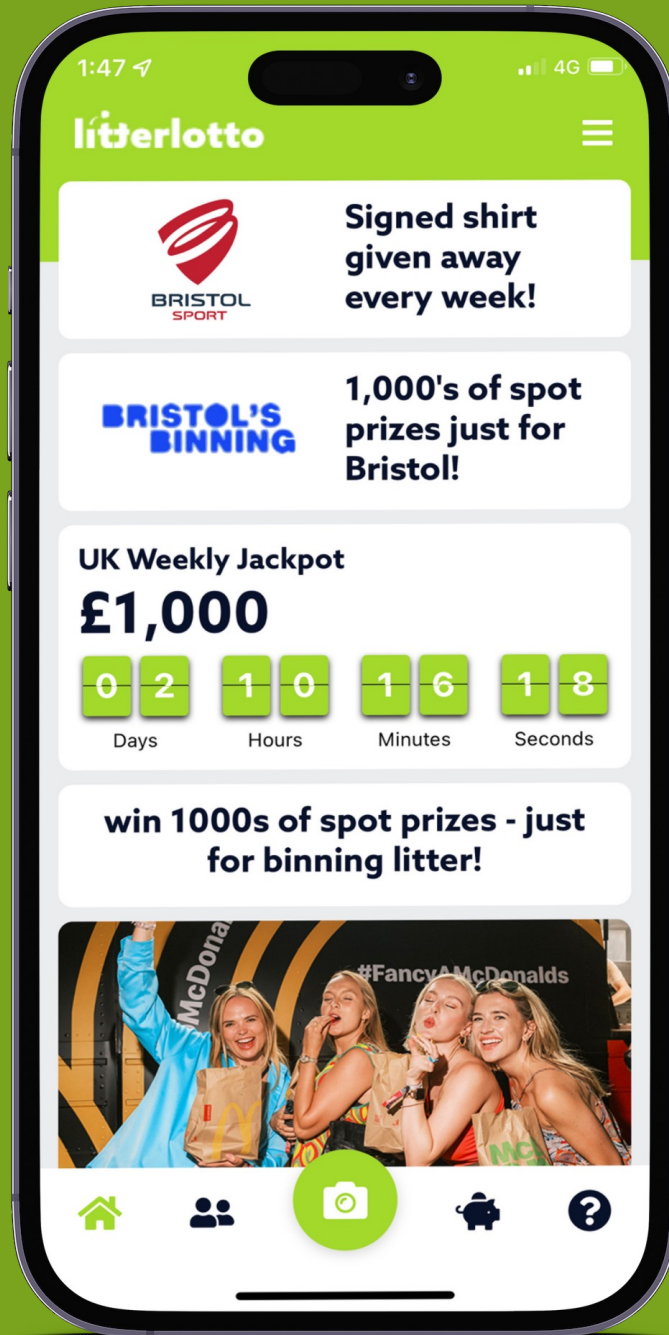 1:47
4G
litterlotto
BRISTOL
SPORT
Signed shirt
given away
every week!
BRISTOL'S
BINNING
1,000's of spot
prizes just for
Bristol!
UK Weekly Jackpot
£1,000
0 2 1 0 1 6 1 8
Days Hours Minutes Seconds
win 1000s of spot prizes - just
for binning litter!
#FancyAMcDonalds